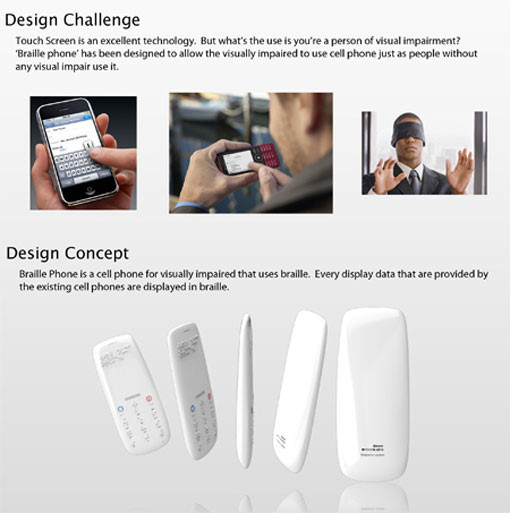 Design Challenge
Touch Screen is an excellent technology.  But what's the use is you're a person of visual impairment?
'Braille phone' has been designed to allow the visually impaired to use cell phone just as people without
any visual impair use it.
Design Concept
Braille Phone is a cell phone for visually impaired that uses braille.  Every display data that are provided by
the existing cell phones are displayed in braille.